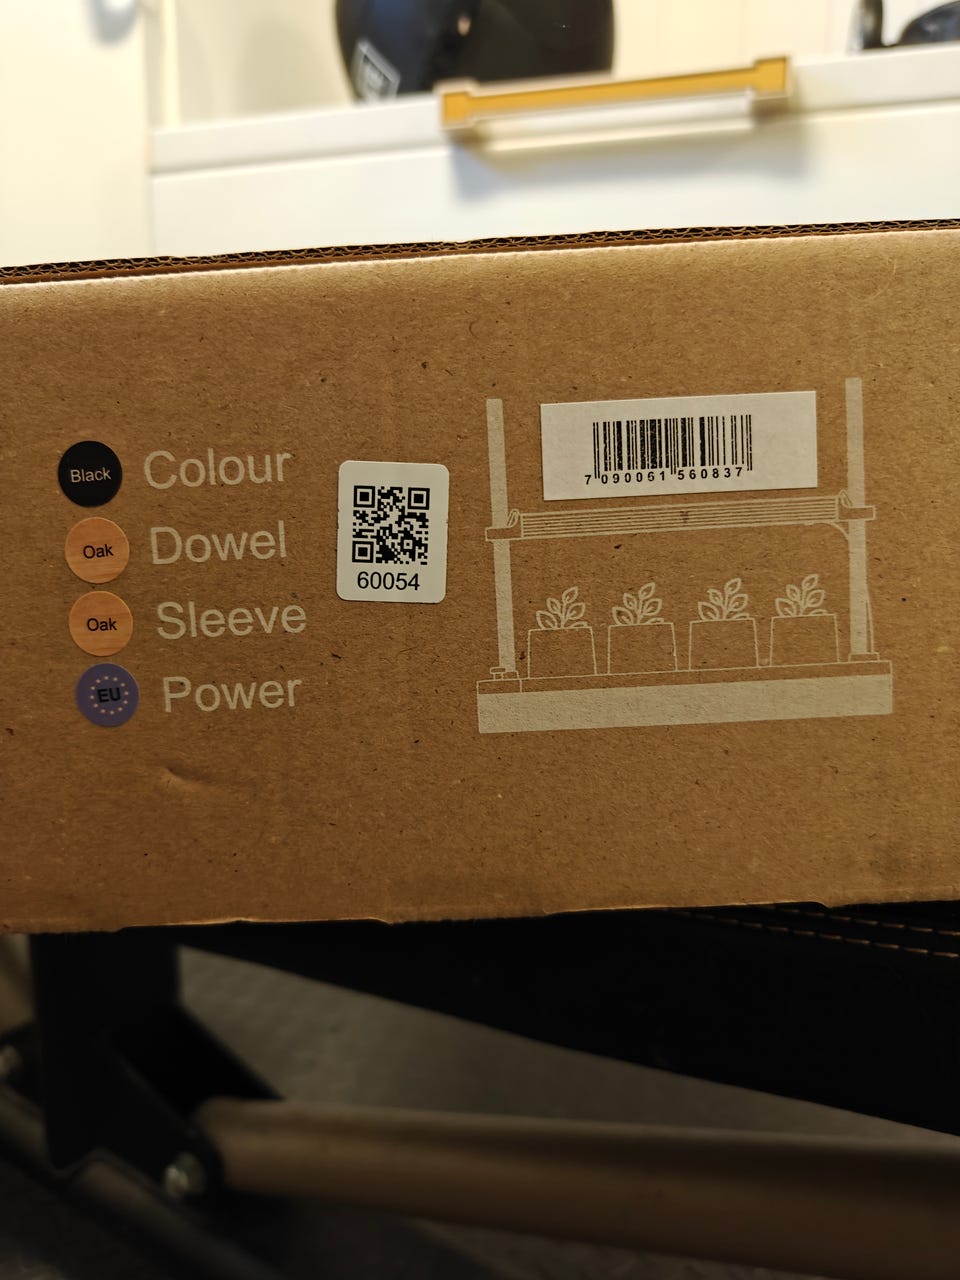 Black Colour
Oak Dowel
Oak Sleeve
EU Power
60054
7 090061 560837